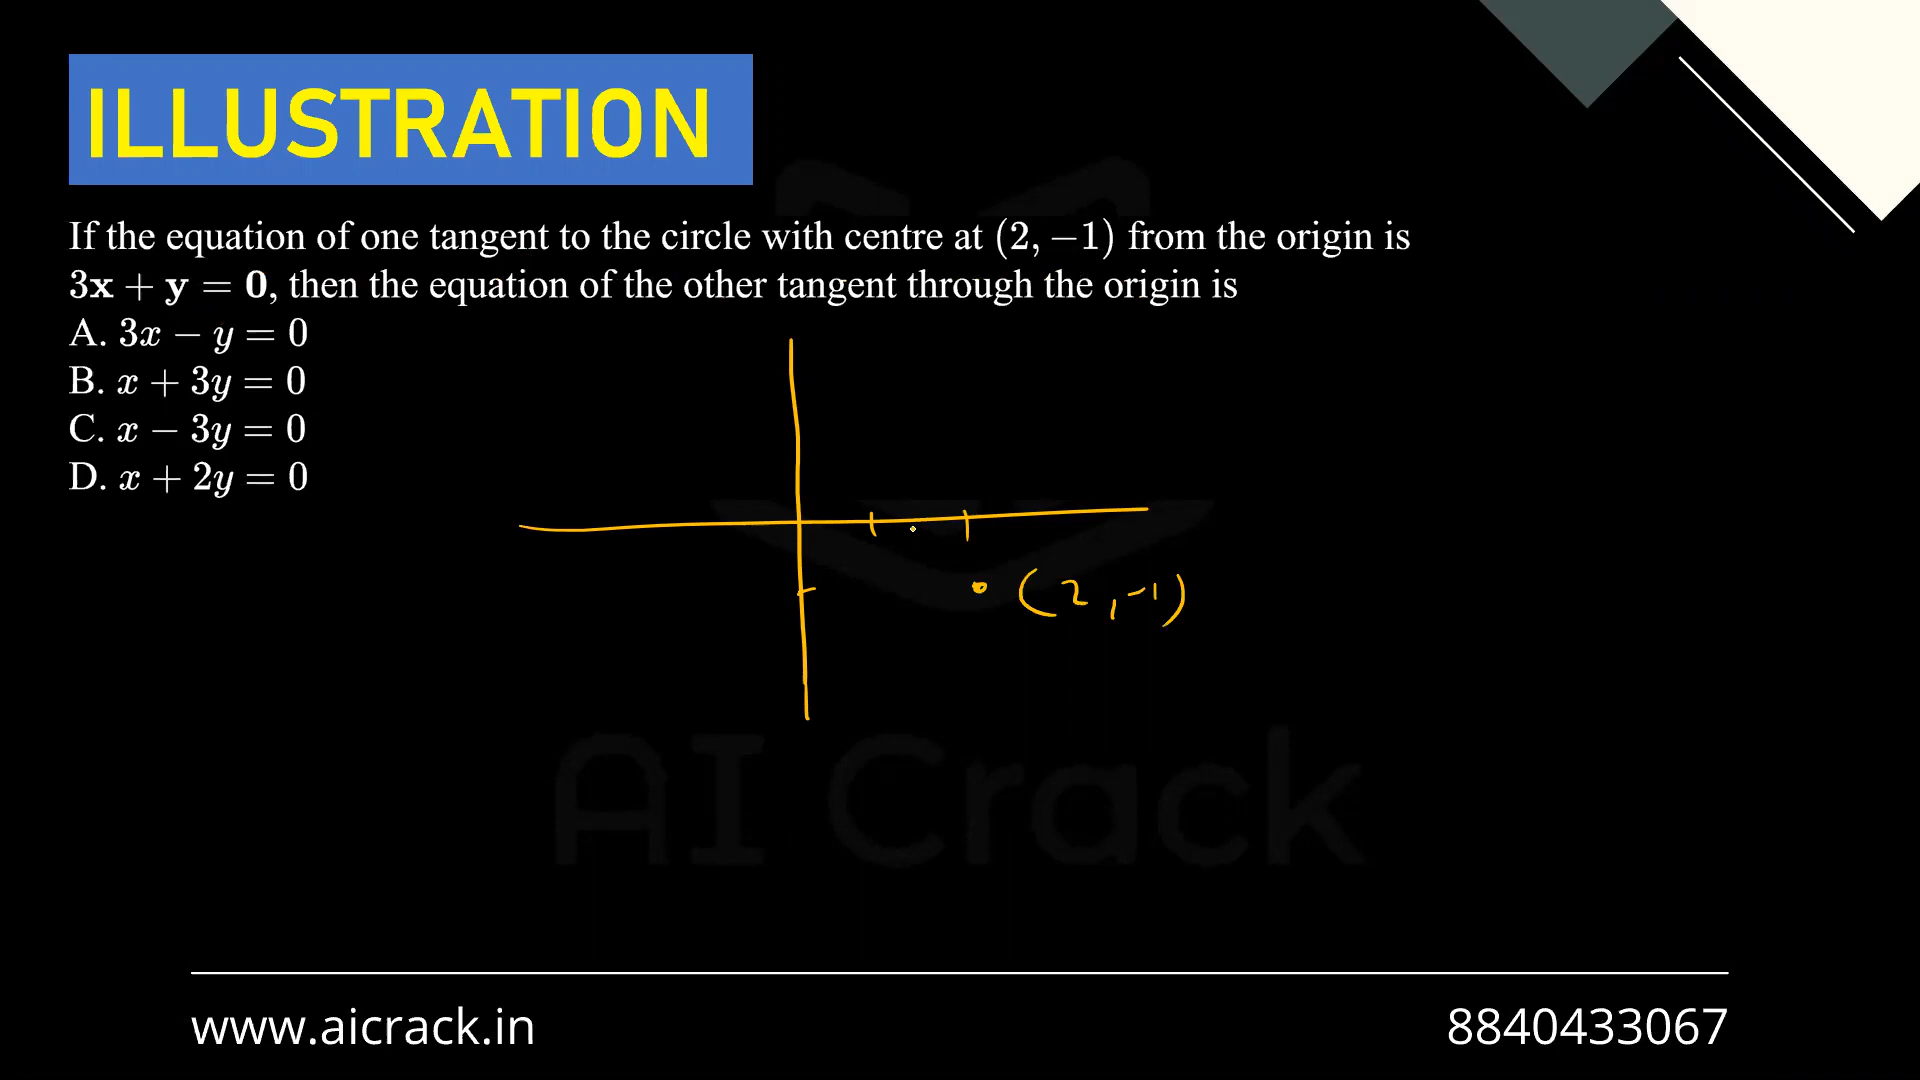 ILLUSTRATION
If the equation of one tangent to the circle with centre at (2, −1) from the origin is
3x + y = 0, then the equation of the other tangent through the origin is
A. 3x − y = 0
B. x + 3y = 0
C. x − 3y = 0
D. x + 2y = 0
(2, -1)
AI Crack
www.aicrack.in
8840433067